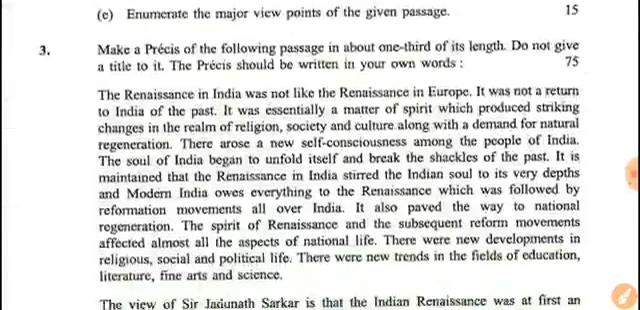 (c) Enumerate the major view points of the given passage. 15
3. Make a Précis of the following passage in about one-third of its length. Do not give
a title to it. The Précis should be written in your own words : 75
The Renaissance in India was not like the Renaissance in Europe. It was not a return
to India of the past. It was essentially a matter of spirit which produced striking
changes in the realm of religion, society and culture along with a demand for natural
regeneration. There arose a new self-consciousness among the people of India.
The soul of India began to unfold itself and break the shackles of the past. It is
maintained that the Renaissance in India stirred the Indian soul to its very depths
and Modern India owes everything to the Renaissance which was followed by
reformation movements all over India. It also paved the way to national
regeneration. The spirit of Renaissance and the subsequent reform movements
affected almost all the aspects of national life. There were new developments in
religious, social and political life. There were new trends in the fields of education,
literature, fine arts and science.
The view of Sir Jadunath Sarkar is that the Indian Renaissance was at first an